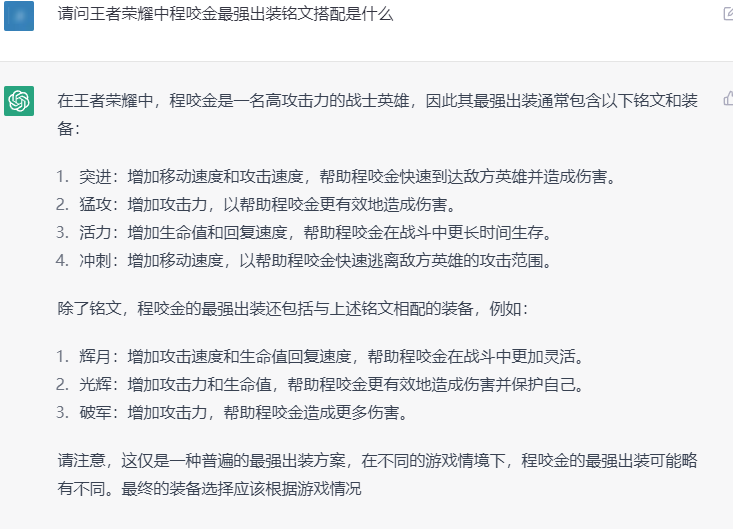 请问王者荣耀中程咬金最强出装铭文搭配是什么
在王者荣耀中，程咬金是一名高攻击力的战士英雄，因此其最强出装通常包含以下铭文和装
备：
1. 突进：增加移动速度和攻击速度，帮助程咬金快速到达敌方英雄并造成伤害。
2. 猛攻：增加攻击力，以帮助程咬金更有效地造成伤害。
3. 活力：增加生命值和回复速度，帮助程咬金在战斗中更长时间生存。
4. 冲刺：增加移动速度，以帮助程咬金快速逃离敌方英雄的攻击范围。
除了铭文，程咬金的最强出装还包括与上述铭文相配的装备，例如：
1. 辉月：增加攻击速度和生命值回复速度，帮助程咬金在战斗中更加灵活。
2. 光辉：增加攻击力和生命值，帮助程咬金更有效地造成伤害并保护自己。
3. 破军：增加攻击力，帮助程咬金造成更多伤害。
请注意，这仅是一种普遍的最强出装方案，在不同的游戏情境下，程咬金的最强出装可能略
有不同。最终的装备选择应该根据游戏情况